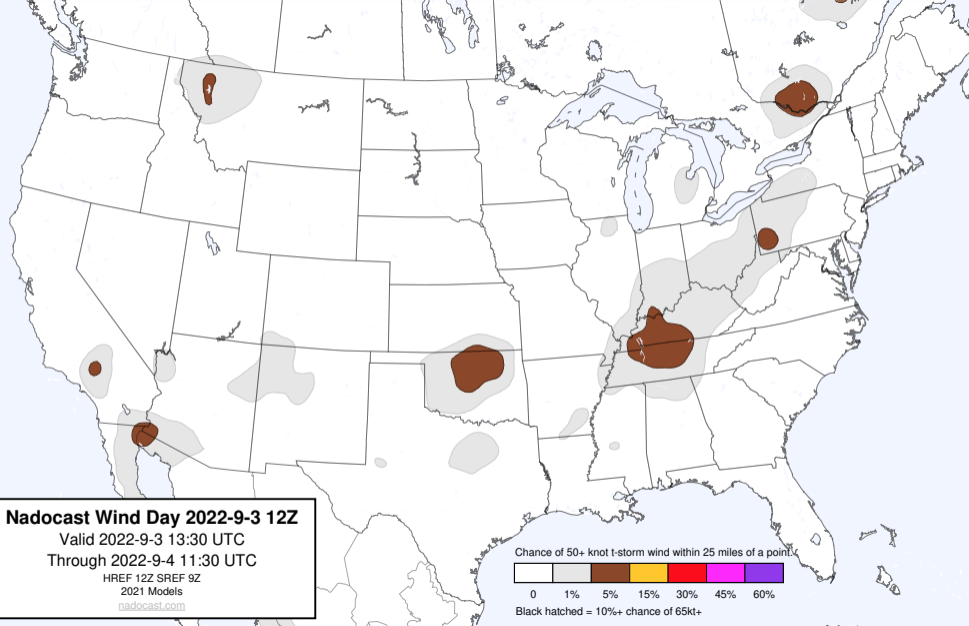 Nadocast Wind Day 2022-9-3 12Z
Valid 2022-9-3 13:30 UTC
Through 2022-9-4 11:30 UTC
HREF 12Z SREF 9Z
2021 Models
nadocast.com
Chance of 50+ knot t-storm wind within 25 miles of a point.
0 1% 5% 15% 30% 45% 60%
Black hatched = 10%+ chance of 65kt+